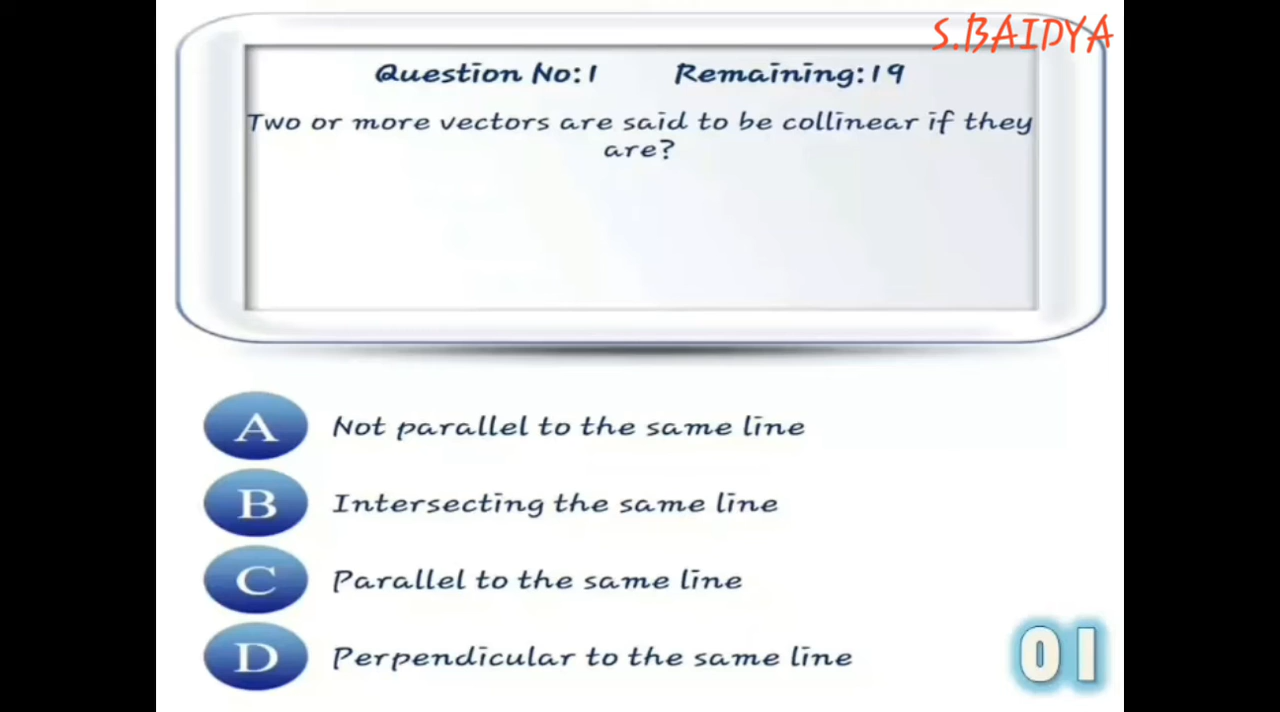 S.BAIDYA
Question No:1 Remaining:19
Two or more vectors are said to be collinear if they
are?
A Not parallel to the same line
B Intersecting the same line
C Parallel to the same line
D Perpendicular to the same line
01